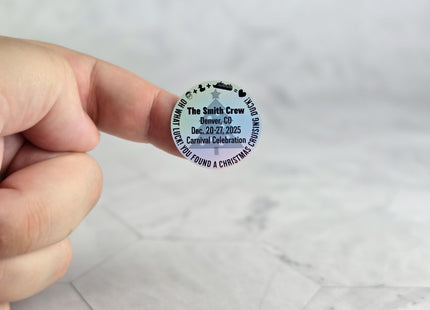 The Smith Crew
Denver, CO
Dec. 20-27, 2025
Carnival Celebration
OH WHAT LUCK! YOU FOUND A CHRISTMAS CRUISING DUCK!